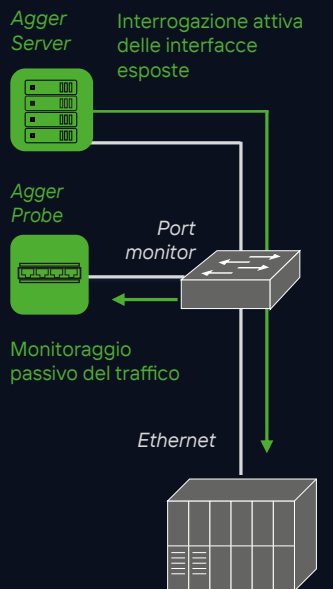 Agger
Server
Interrogazione attiva
delle interfacce
esposte
Agger
Probe
Port
monitor
Monitoraggio
passivo del traffico
Ethernet